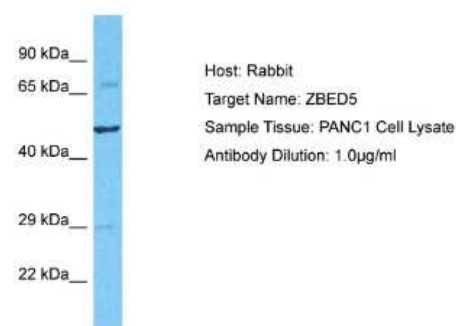 90 kDa
65 kDa
40 kDa
29 kDa
22 kDa
Host: Rabbit
Target Name: ZBED5
Sample Tissue: PANC1 Cell Lysate
Antibody Dilution: 1.0µg/ml